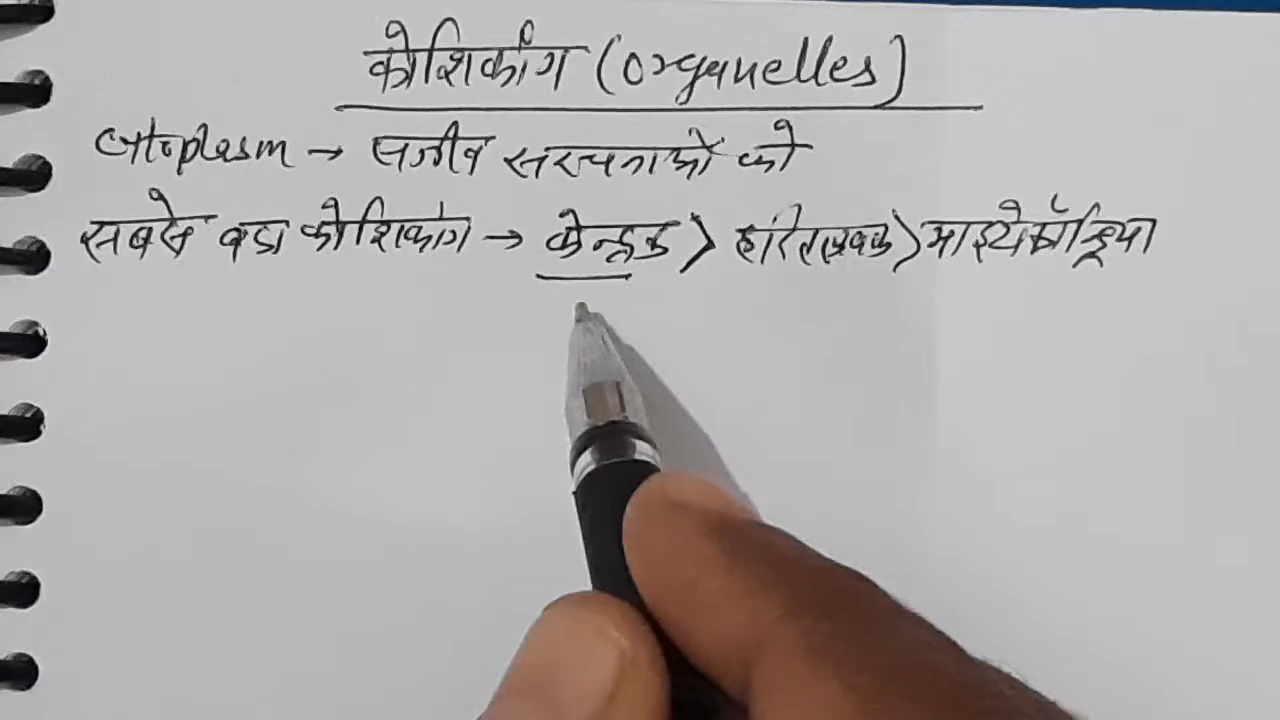 कोशिकांग (Organelles)
Cytoplasm → सजीव संरचनाओं को
सबसे बडा कोशिकांग → केन्द्रक > हरितलवक > माइटोकॉन्ड्रिया